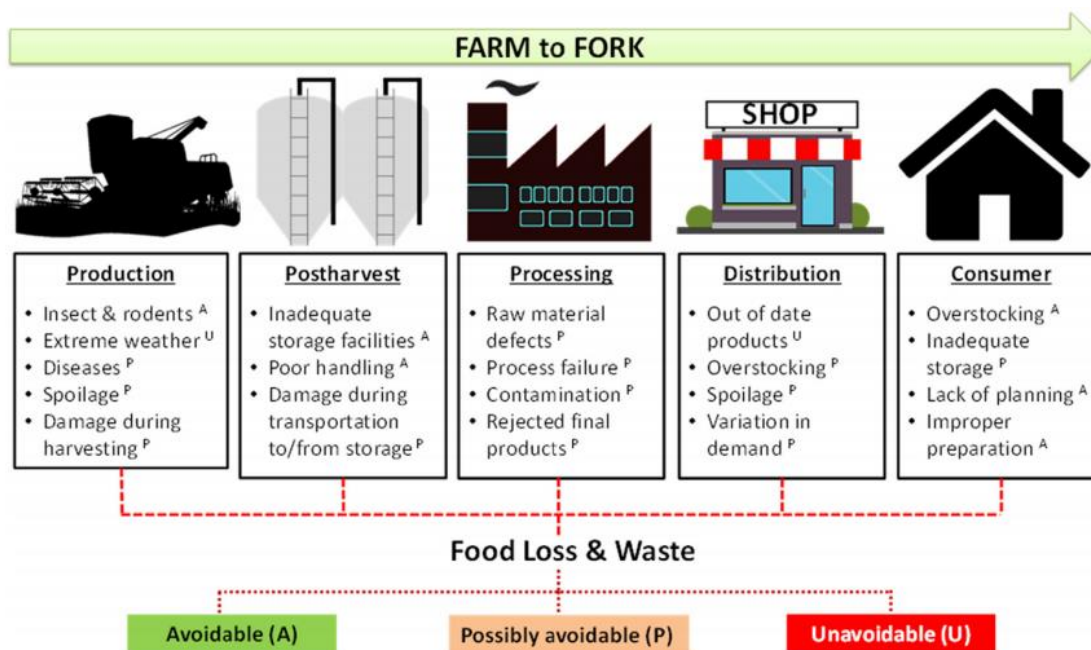 FARM to FORK
SHOP
Production
• Insect & rodents A
• Extreme weather U
• Diseases P
• Spoilage P
• Damage during
harvesting P
Postharvest
• Inadequate
storage facilities A
• Poor handling A
• Damage during
transportation
to/from storage P
Processing
• Raw material
defects P
• Process failure P
• Contamination P
• Rejected final
products P
Distribution
• Out of date
products U
• Overstocking P
• Spoilage P
• Variation in
demand P
Consumer
• Overstocking A
• Inadequate
storage P
• Lack of planning A
• Improper
preparation A
Food Loss & Waste
Avoidable (A)
Possibly avoidable (P)
Unavoidable (U)